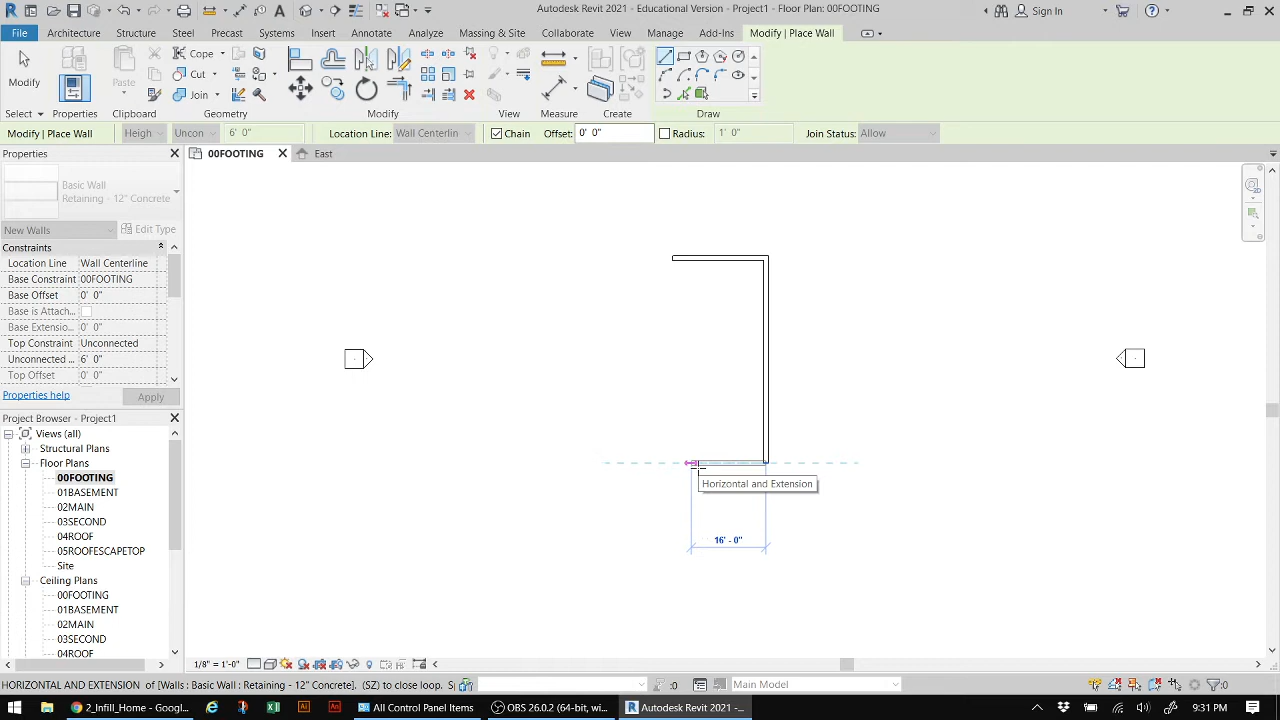 Autodesk Revit 2021 - Educational Version - Project1 - Floor Plan: 00FOOTING
Sign In
File Architecture Structure Steel Precast Systems Insert Annotate Analyze Massing & Site Collaborate View Manage Add-Ins Modify | Place Wall
Modify Paste Cope Cut Join
Select Properties Clipboard Geometry Modify View Measure Create Draw
Modify | Place Wall Heigh Uncon 6' 0" Location Line: Wall Centerlin Chain Offset: 0' 0" Radius: 1' 0" Join Status: Allow
Properties
00FOOTING East
Basic Wall
Retaining - 12" Concrete
New Walls Edit Type
Constraints
Location Line Wall Centerline
Base Constraint 00FOOTING
Base Offset 0' 0"
Base is Attach...
Base Extensio... 0' 0"
Top Constraint Unconnected
Unconnected ... 6' 0"
Top Offset 0' 0"
Properties help Apply
Project Browser - Project1
Views (all)
Structural Plans
Floor Plans
00FOOTING
01BASEMENT
02MAIN
03SECOND
04ROOF
05ROOFESCAPETOP
Site
Ceiling Plans
00FOOTING
01BASEMENT
02MAIN
03SECOND
04ROOF
Horizontal and Extension
16' - 0"
1/8" = 1'-0"
HORIZONTAL AND EXTENSION of [Walls : Basic Wall : Retaining - 12" Concrete]. (SZ) to close loop. S
:0 Main Model :0
2_Infill_Home - Googl... All Control Panel Items OBS 26.0.2 (64-bit, wi... Autodesk Revit 2021 -... 9:31 PM